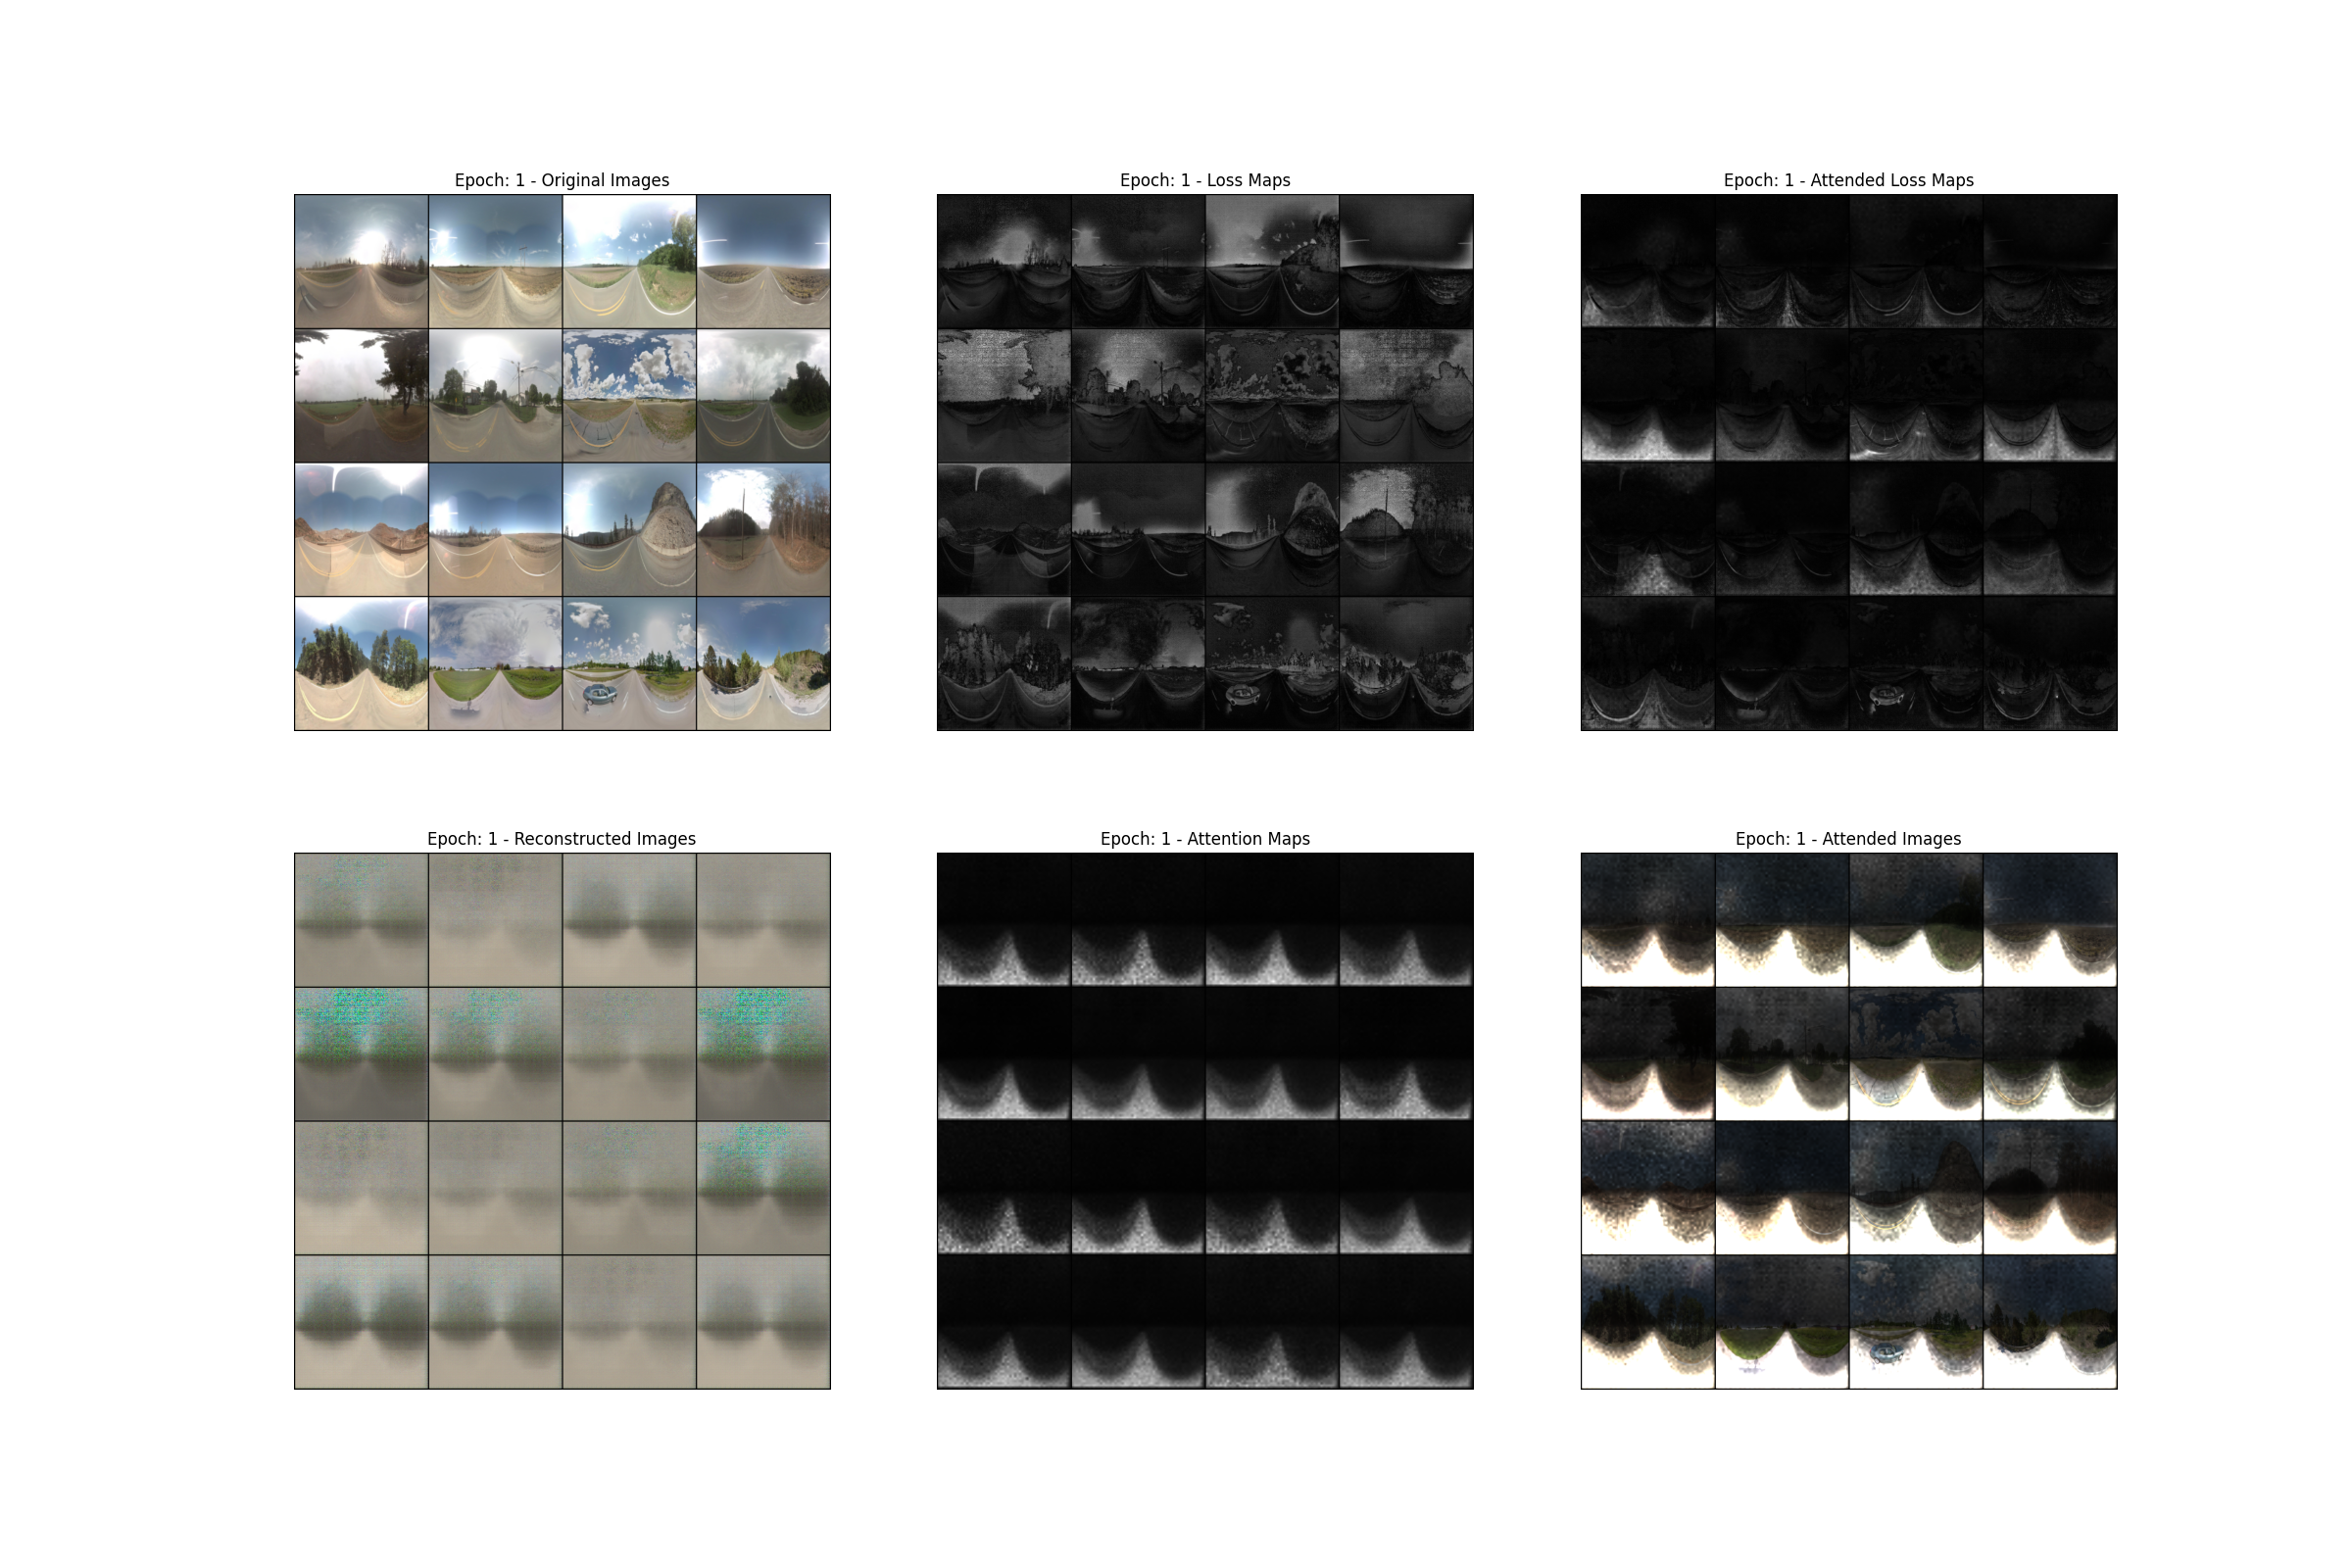 Epoch: 1 - Original Images
Epoch: 1 - Loss Maps
Epoch: 1 - Attended Loss Maps
Epoch: 1 - Reconstructed Images
Epoch: 1 - Attention Maps
Epoch: 1 - Attended Images